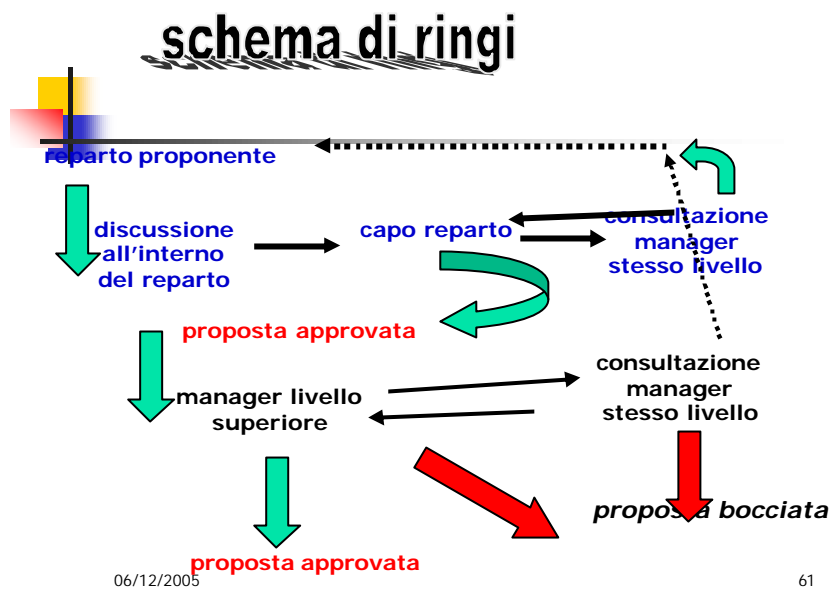 schema di ringi
reparto proponente
discussione
all'interno
del reparto
capo reparto
consultazione
manager
stesso livello
proposta approvata
manager livello
superiore
consultazione
manager
stesso livello
proposta bocciata
proposta approvata
06/12/2005
61